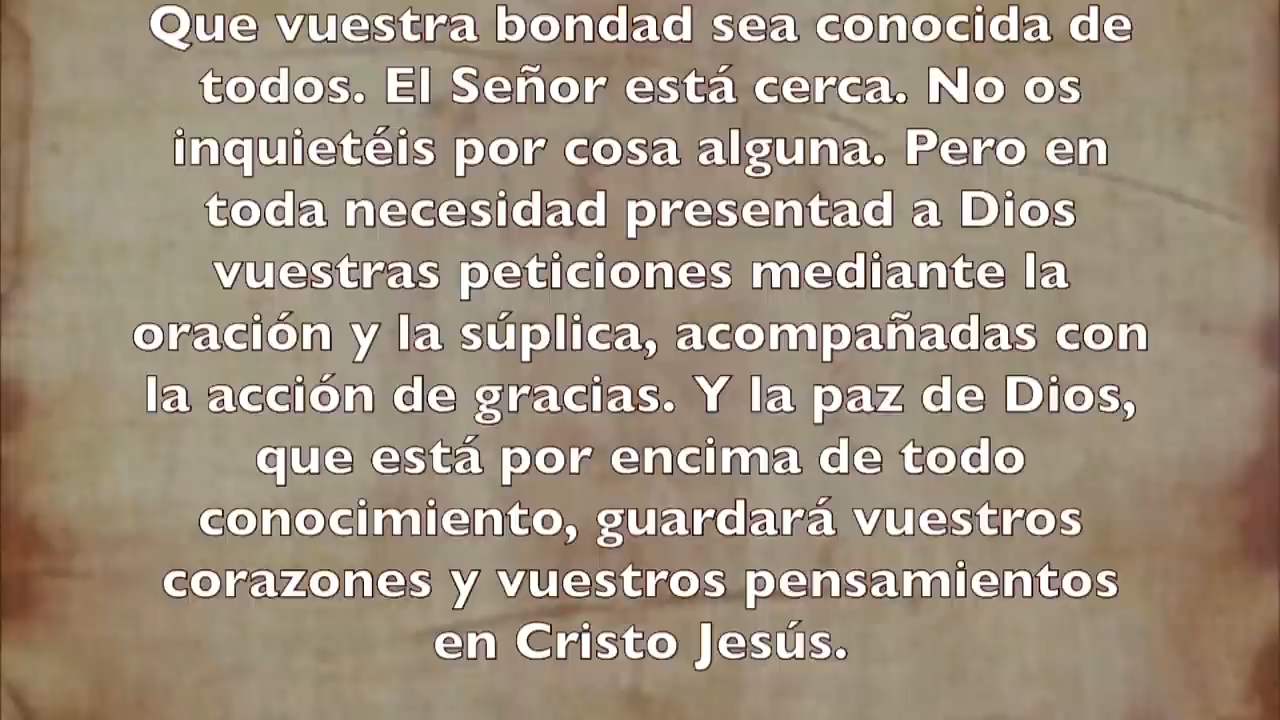 Que vuestra bondad sea conocida de
todos. El Señor está cerca. No os
inquietéis por cosa alguna. Pero en
toda necesidad presentad a Dios
vuestras peticiones mediante la
oración y la súplica, acompañadas con
la acción de gracias. Y la paz de Dios,
que está por encima de todo
conocimiento, guardará vuestros
corazones y vuestros pensamientos
en Cristo Jesús.